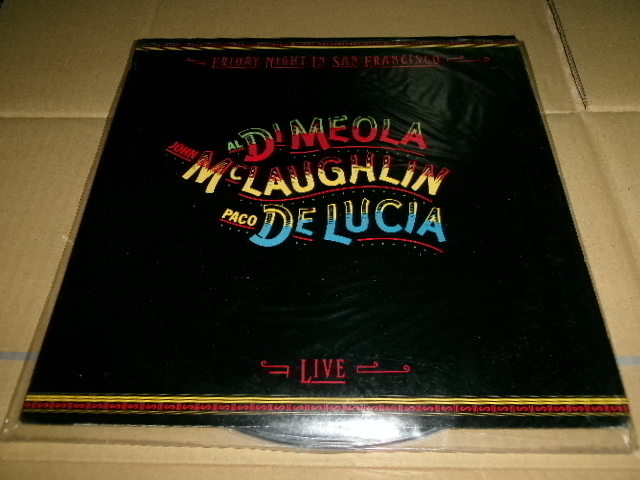 FRIDAY NIGHT IN SAN FRANCISCO
AL DI MEOLA
JOHN MCLAUGHLIN
PACO DE LUCIA
LIVE